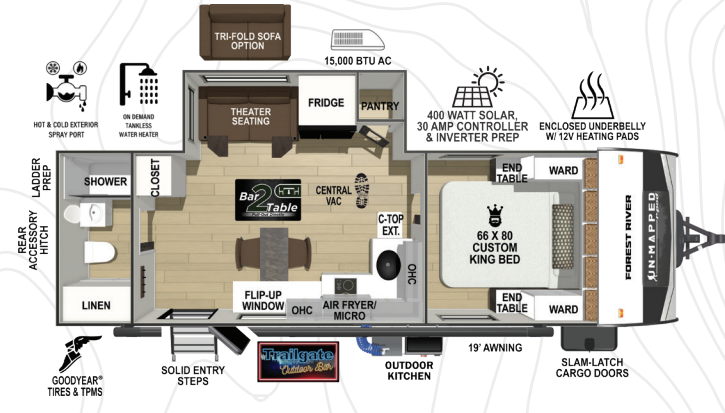 TRI-FOLD SOFA
OPTION
15,000 BTU AC
HOT & COLD EXTERIOR
SPRAY PORT
ON DEMAND
TANKLESS
WATER HEATER
THEATER
SEATING
FRIDGE
PANTRY
400 WATT SOLAR,
30 AMP CONTROLLER
& INVERTER PREP
ENCLOSED UNDERBELLY
W/ 12V HEATING PADS
LADDER
PREP
REAR
ACCESSORY
HITCH
SHOWER
CLOSET
LINEN
Bar
2
Table
Pull-Out Dinette
CENTRAL
VAC
C-TOP
EXT.
OHC
FLIP-UP
WINDOW
OHC
AIR FRYER/
MICRO
END
TABLE
WARD
66 X 80
CUSTOM
KING BED
END
TABLE
WARD
FOREST RIVER
UN-MAPPED
GOODYEAR®
TIRES & TPMS
SOLID ENTRY
STEPS
Trailgate
Outdoor Bar
OUTDOOR
KITCHEN
19' AWNING
SLAM-LATCH
CARGO DOORS